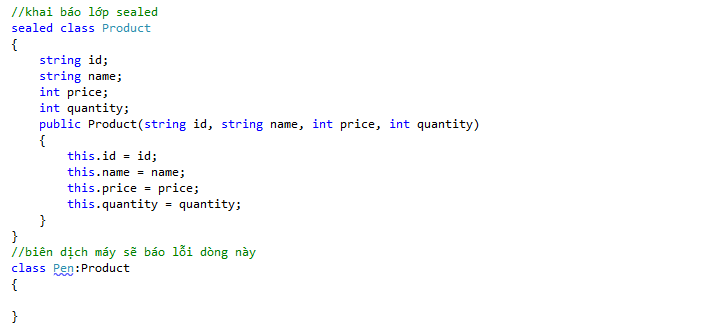 //khai báo lớp sealed
sealed class Product
{
    string id;
    string name;
    int price;
    int quantity;
    public Product(string id, string name, int price, int quantity)
    {
        this.id = id;
        this.name = name;
        this.price = price;
        this.quantity = quantity;
    }
}
//biên dịch máy sẽ báo lỗi dòng này
class Pen:Product
{
}